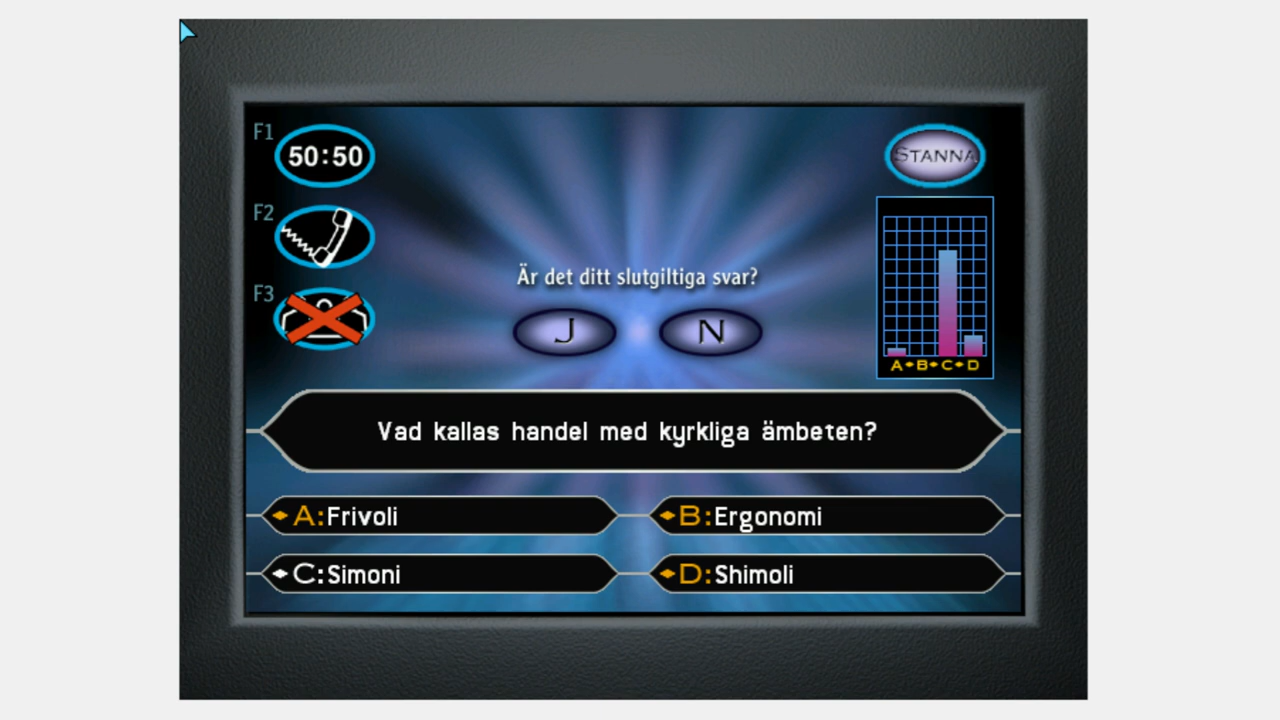 F1
50:50
STANNA
F2
F3
Är det ditt slutgiltiga svar?
J N
A B C D
Vad kallas handel med kyrkliga ämbeten?
A:Frivoli
B:Ergonomi
C:Simoni
D:Shimoli